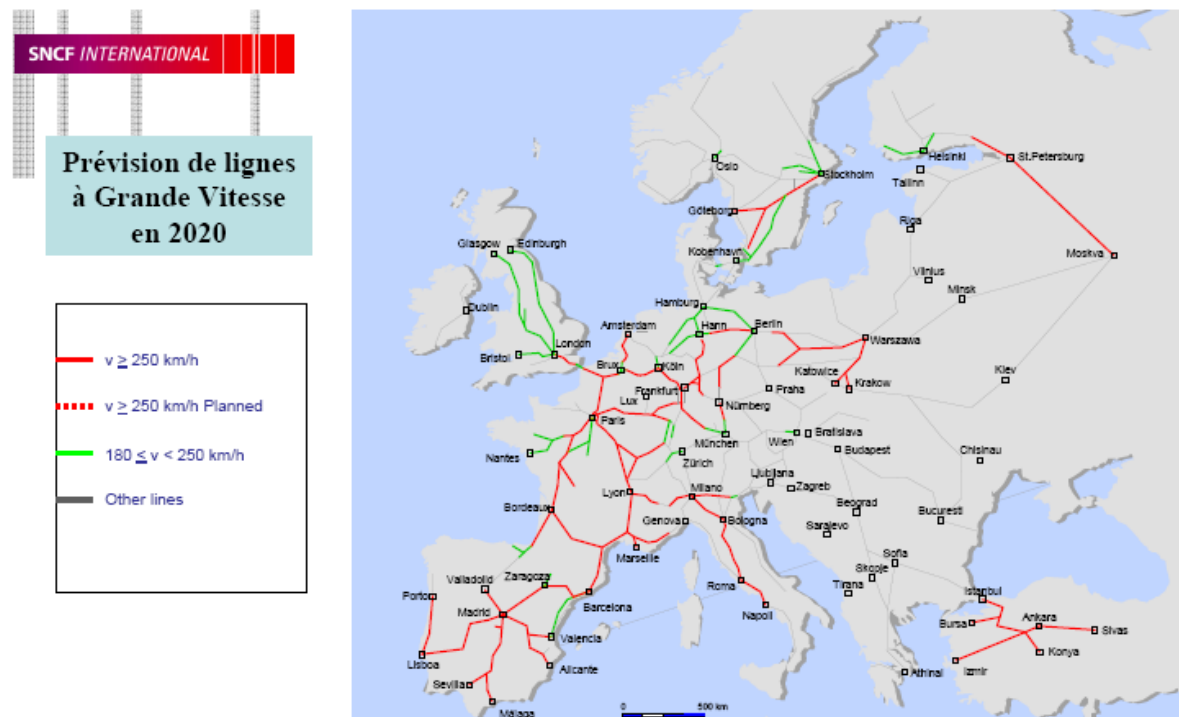 SNCF INTERNATIONAL
Prévision de lignes
à Grande Vitesse
en 2020
v ≥ 250 km/h
v ≥ 250 km/h Planned
180 ≤ v < 250 km/h
Other lines
Oslo
Helsinki
St.Petersburg
Stockholm
Tallinn
Göteborg
Riga
Glasgow
Edinburgh
Kobenhavn
Moskva
Vilnius
Minsk
Dublin
Hamburg
Amsterdam
Hann
Berlin
Warszawa
London
Bristol
Brux
Köln
Katowice
Krakow
Kiev
Frankfurt
Lux
Praha
Nürnberg
Paris
München
Wien
Bratislava
Budapest
Chisinau
Nantes
Zürich
Ljubljana
Lyon
Milano
Zagreb
Bordeaux
Genova
Bologna
Beograd
Bucuresti
Sarajevo
Marseille
Sofia
Skopje
Valladolid
Zaragoza
Roma
Tirana
Porto
Barcelona
Istanbul
Madrid
Napoli
Bursa
Ankara
Sivas
Valencia
Lisboa
Alicante
Konya
Izmir
Athinai
Sevilla
Málaga
0 500 km